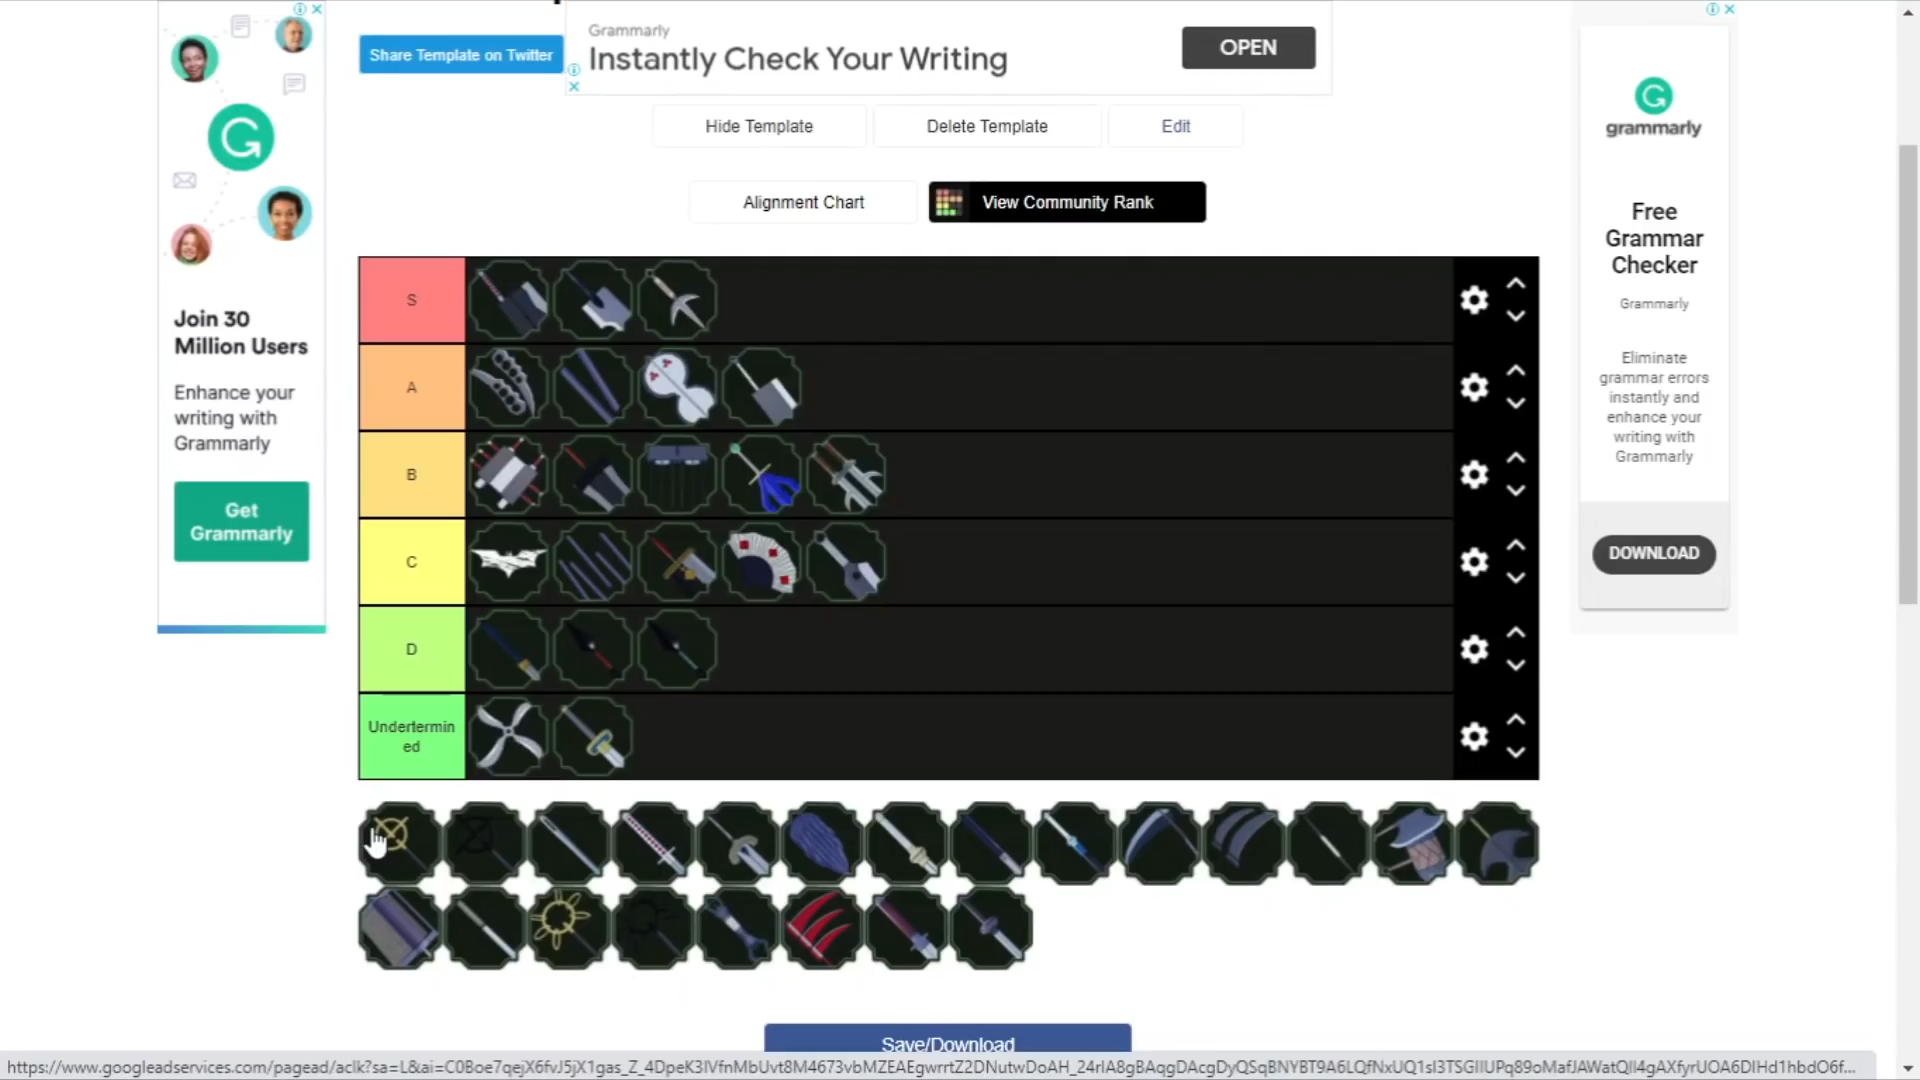 Share Template on Twitter
Grammarly
Instantly Check Your Writing
OPEN
Hide Template
Delete Template
Edit
Alignment Chart
View Community Rank
Join 30
Million Users
Enhance your
writing with
Grammarly
Get
Grammarly
S
A
B
C
D
Undertermin
ed
grammarly
Free
Grammar
Checker
Grammarly
Eliminate
grammar errors
instantly and
enhance your
writing with
Grammarly
DOWNLOAD
Save/Download